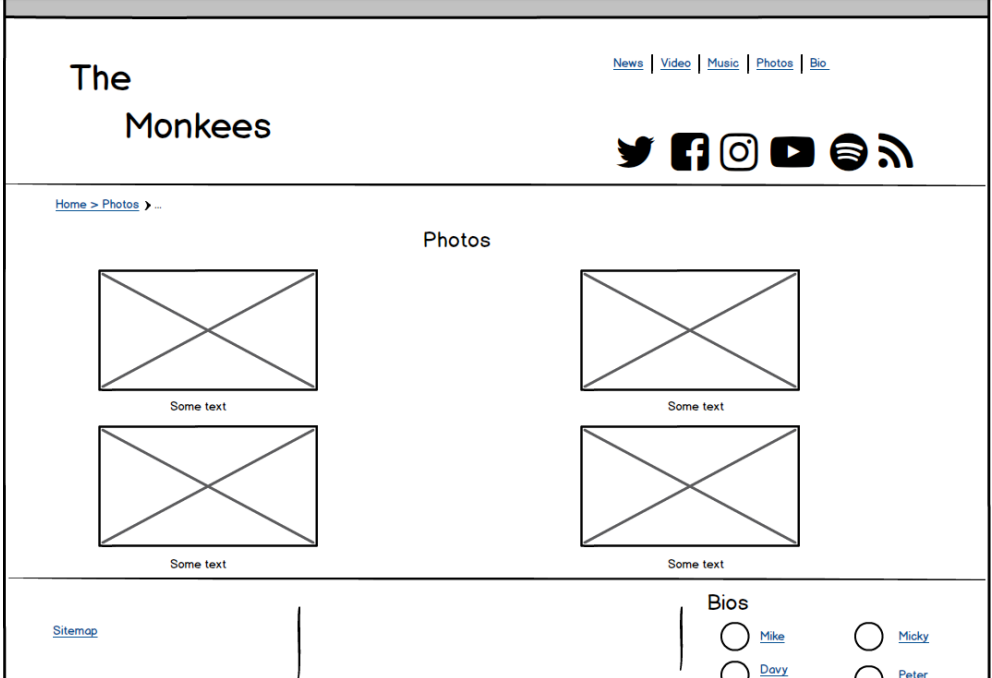 The
Monkees
News | Video | Music | Photos | Bio
Home > Photos > ...
Photos
Some text
Some text
Some text
Some text
Sitemap
Bios
Mike
Micky
Davy
Peter